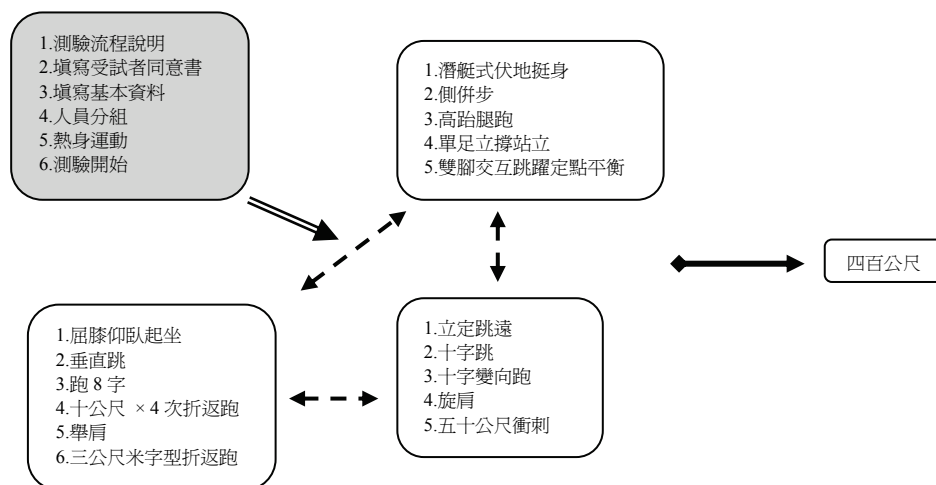 1.測驗流程說明
2.填寫受試者同意書
3.填寫基本資料
4.人員分組
5.熱身運動
6.測驗開始
1.潛艇式伏地挺身
2.側併步
3.高跆腿跑
4.單足立撐站立
5.雙腳交互跳躍定點平衡
四百公尺
1.屈膝仰臥起坐
2.垂直跳
3.跑 8 字
4.十公尺 × 4 次折返跑
5.舉肩
6.三公尺米字型折返跑
1.立定跳遠
2.十字跳
3.十字變向跑
4.旋肩
5.五十公尺衝刺